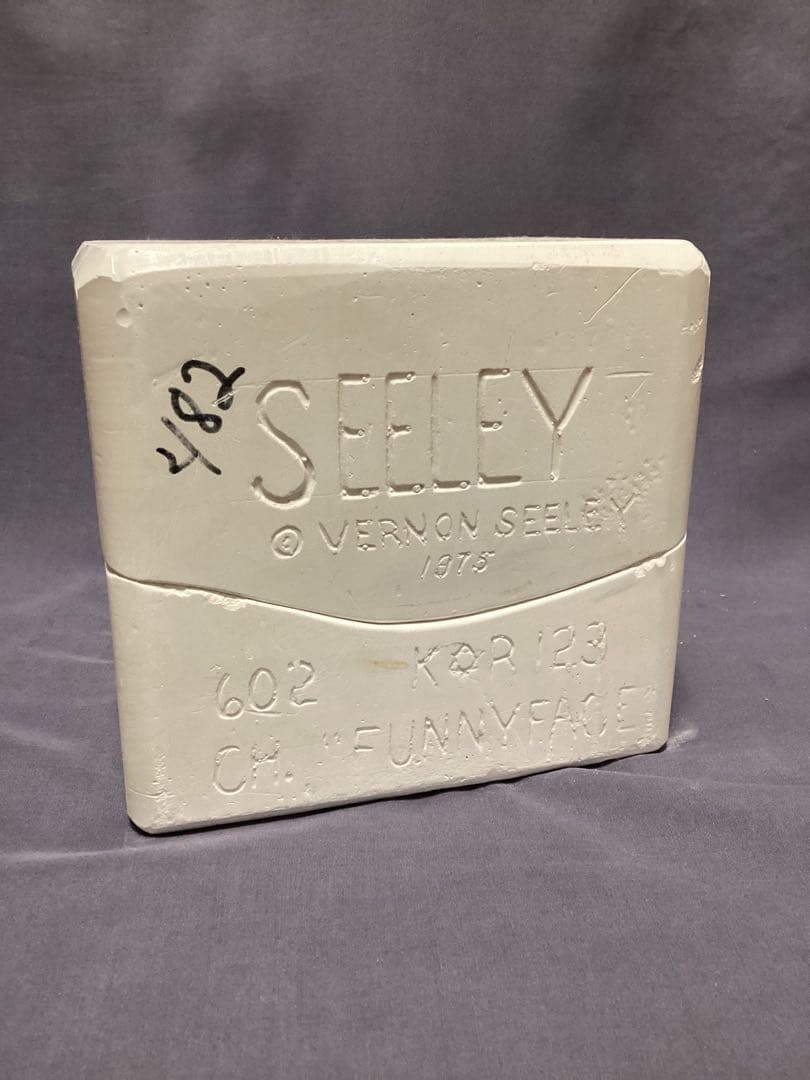 482
SEELEY
© VERNON SEELEY
1975
602 K✡R 123
CH. "FUNNYFACE"